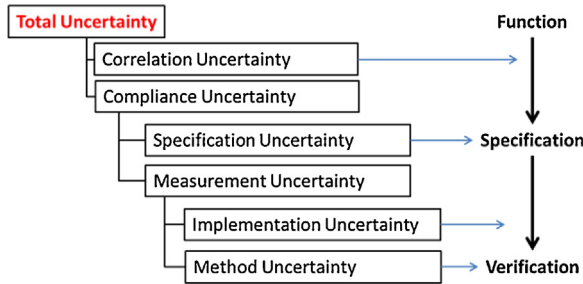 Total Uncertainty
Function
Correlation Uncertainty
Compliance Uncertainty
Specification Uncertainty
Specification
Measurement Uncertainty
Implementation Uncertainty
Method Uncertainty
Verification